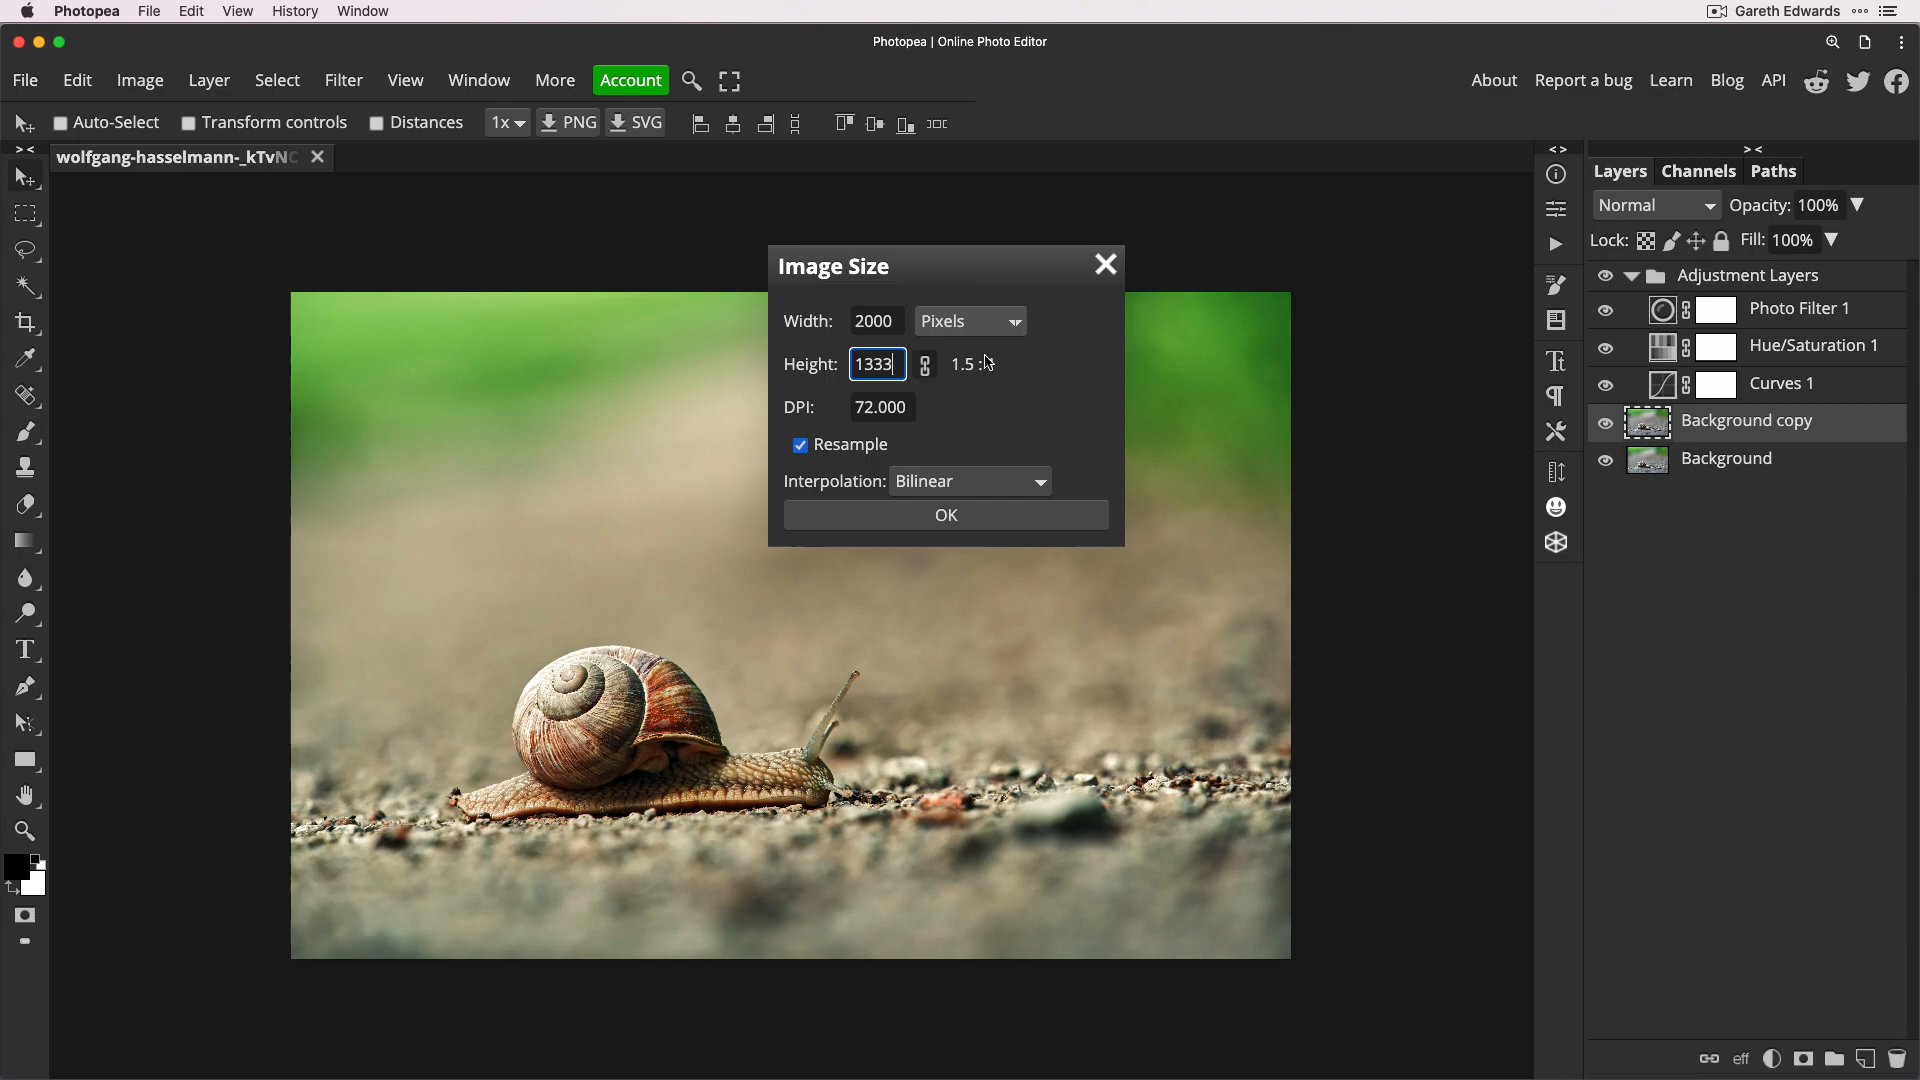 Photopea File Edit View History Window Gareth Edwards
Photopea | Online Photo Editor
File Edit Image Layer Select Filter View Window More Account About Report a bug Learn Blog API
Auto-Select Transform controls Distances 1x PNG SVG
wolfgang-hasselmann-_kTvNC
Layers Channels Paths
Normal Opacity: 100%
Lock: Fill: 100%
Adjustment Layers
Photo Filter 1
Hue/Saturation 1
Curves 1
Background copy
Background
Image Size
Width: 2000 Pixels
Height: 1333 1.5 :
DPI: 72.000
Resample
Interpolation: Bilinear
OK
eff